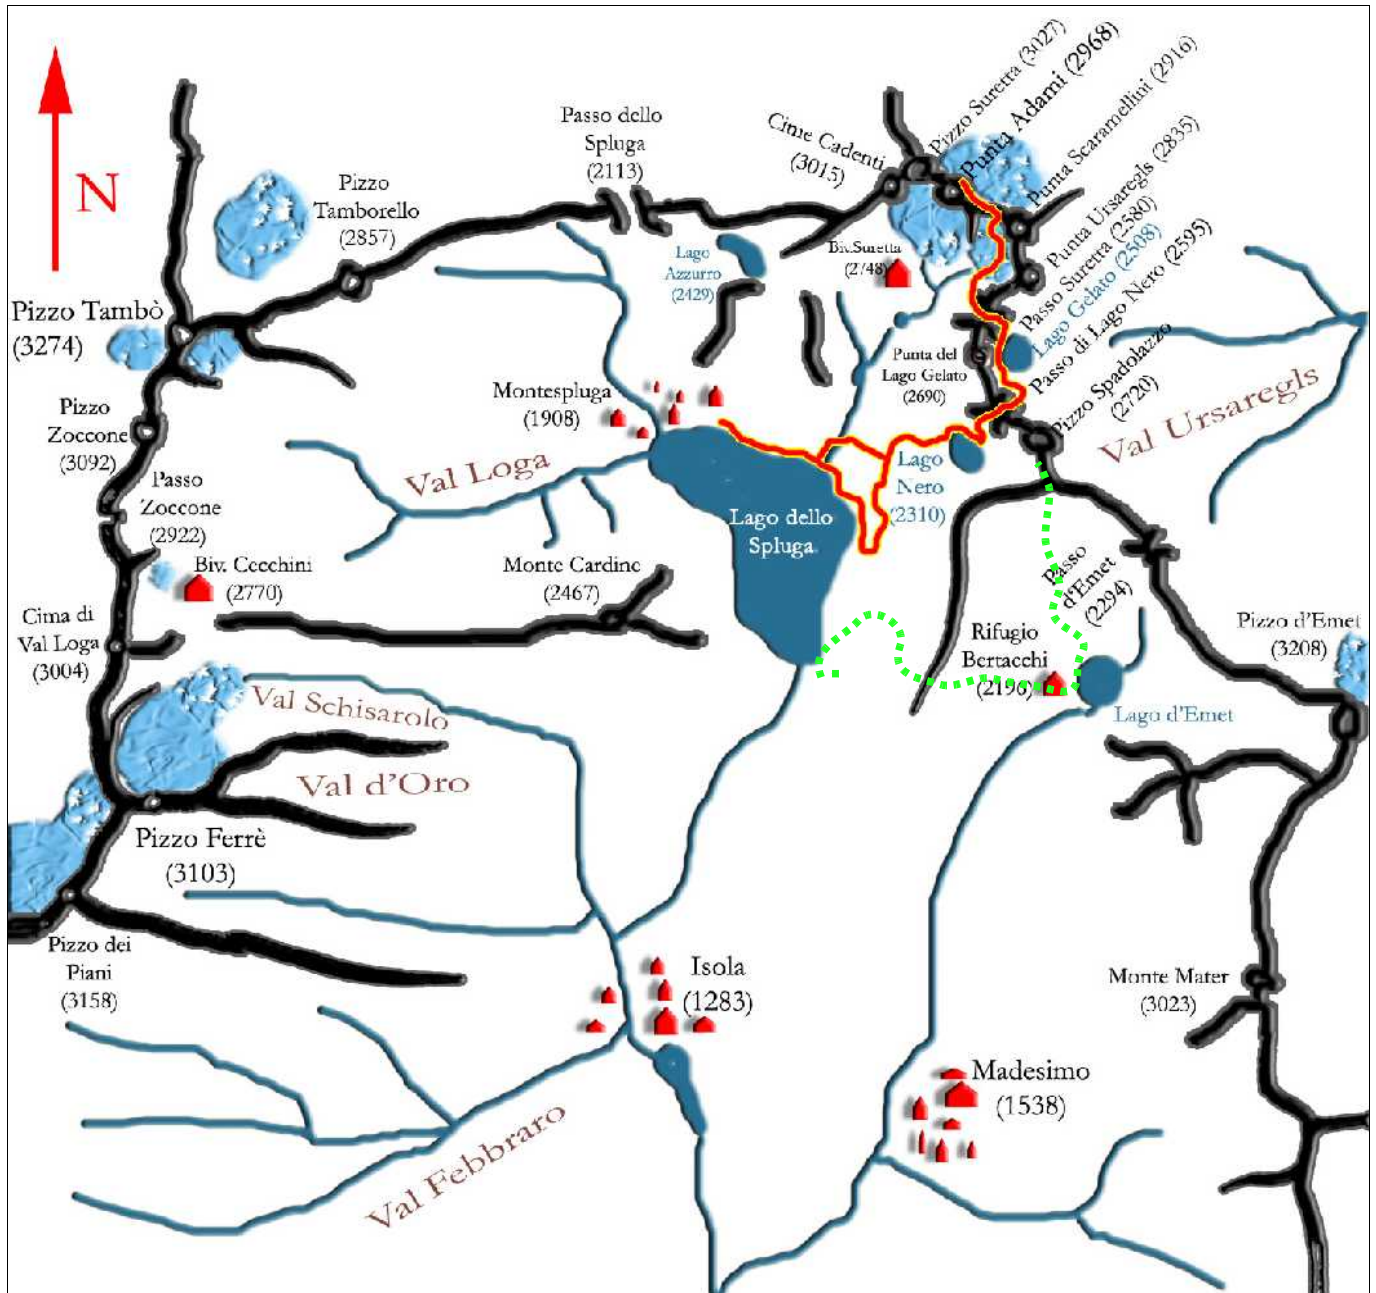 N
Passo dello
Spluga
(2113)
Pizzo
Tamborello
(2857)
Cime Cadenti
(3015)
Pizzo Suretta (3027)
Punta Adami (2968)
Punta Scaramellini (2916)
Punta Ursaregls (2835)
Passo Suretta (2580)
Lago Gelato (2508)
Passo di Lago Nero (2595)
Pizzo Spadolazzo
(2720)
Lago
Azzurro
(2429)
Biv.Suretta
(2748)
Pizzo Tambò
(3274)
Punta del
Lago Gelato
(2690)
Montespluga
(1908)
Pizzo
Zoccone
(3092)
Val Loga
Val Ursaregls
Lago
Nero
(2310)
Passo
Zoccone
(2922)
Lago dello
Spluga
Biv. Cecchini
(2770)
Monte Cardine
(2467)
Passo
d'Emet
(2294)
Cima di
Val Loga
(3004)
Rifugio
Bertacchi
(2196)
Pizzo d'Emet
(3208)
Val Schisarolo
Lago d'Emet
Val d'Oro
Pizzo Ferrè
(3103)
Pizzo dei
Piani
(3158)
Isola
(1283)
Monte Mater
(3023)
Madesimo
(1538)
Val Febbraro